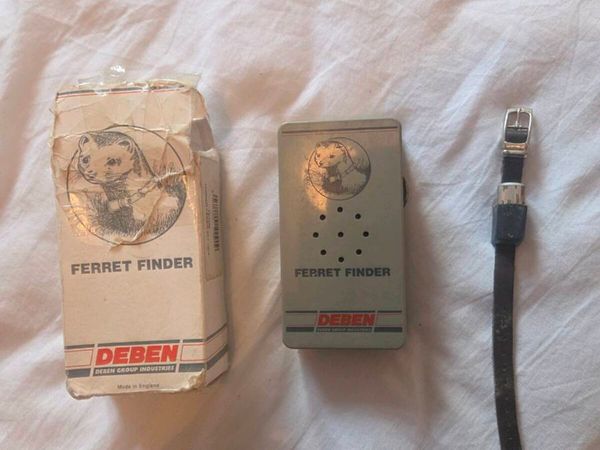 FERRET FINDER
DEBEN
DEBEN GROUP INDUSTRIES
Made in England
FERRET FINDER
DEBEN
DEBEN GROUP INDUSTRIES